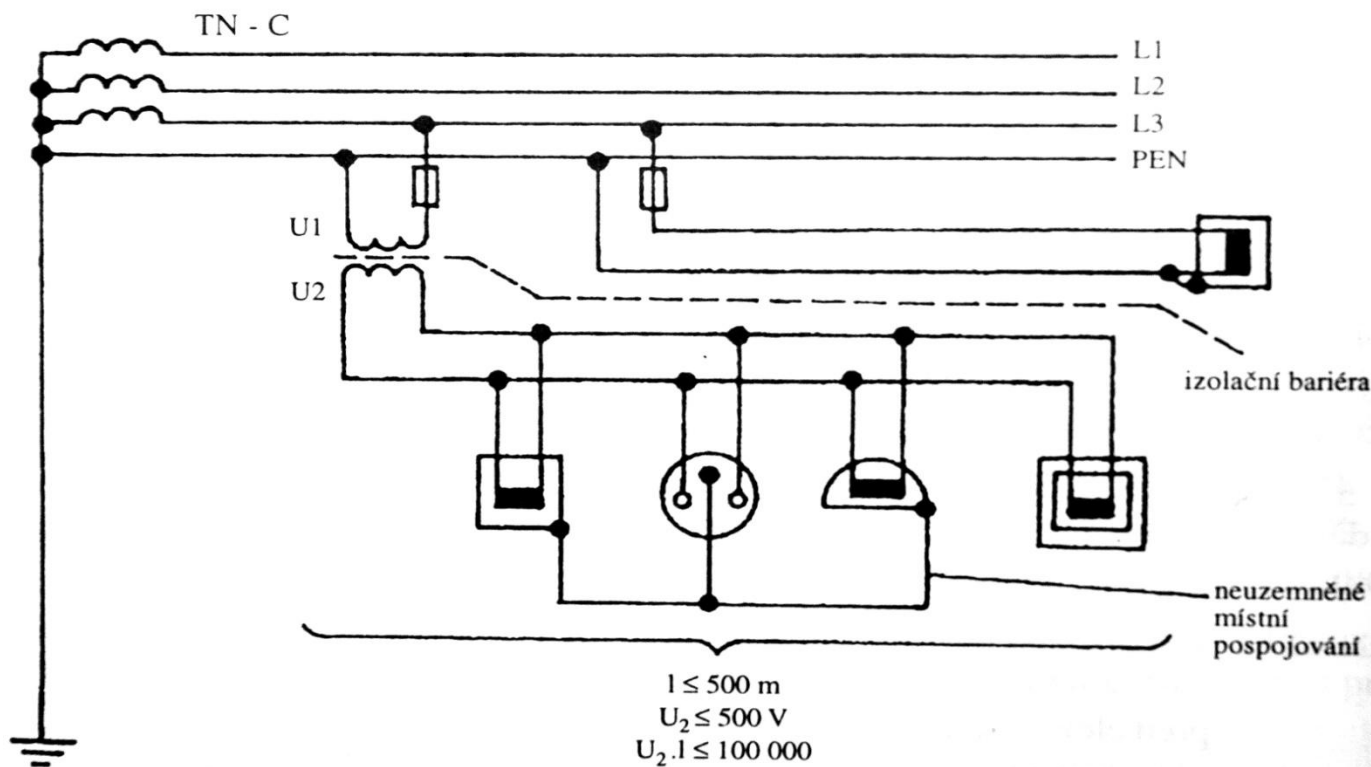 TN - C
L1
L2
L3
PEN
U1
U2
izolační bariéra
neuzemněné
místní
pospojování
l ≤ 500 m
U₂ ≤ 500 V
U₂.l ≤ 100 000